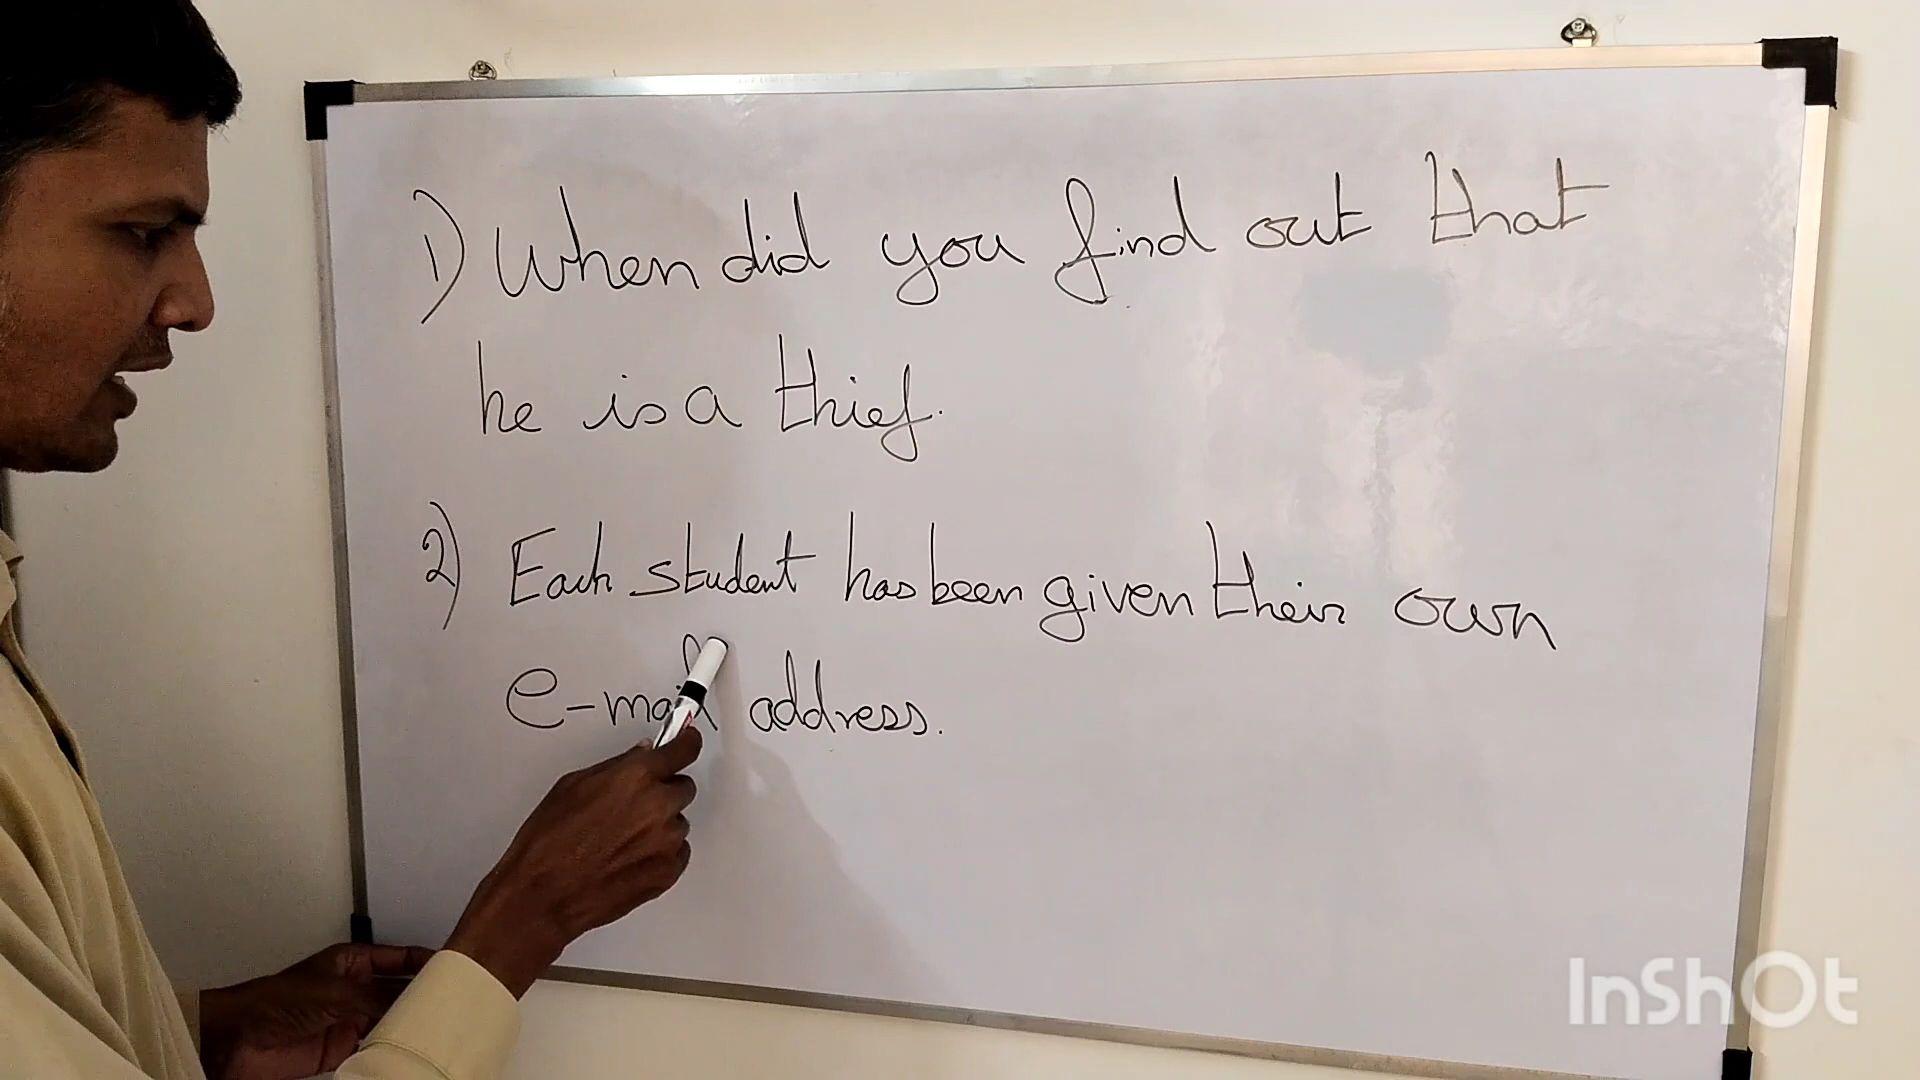 1) When did you find out that
he is a thief.
2) Each student has been given their own
e-mail address.
InShOt